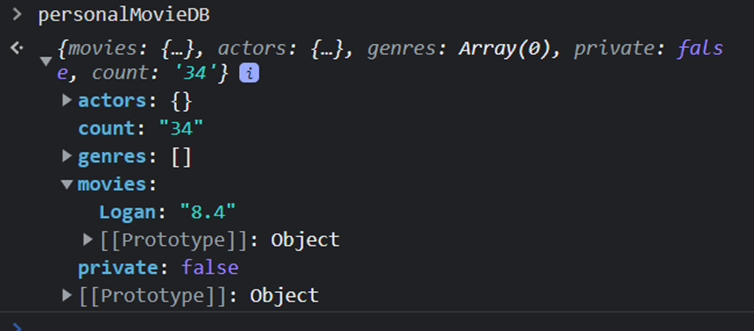 > personalMovieDB
{movies: {…}, actors: {…}, genres: Array(0), private: fals
e, count: '34'} i
actors: {}
count: "34"
genres: []
movies:
Logan: "8.4"
[[Prototype]]: Object
private: false
[[Prototype]]: Object
>